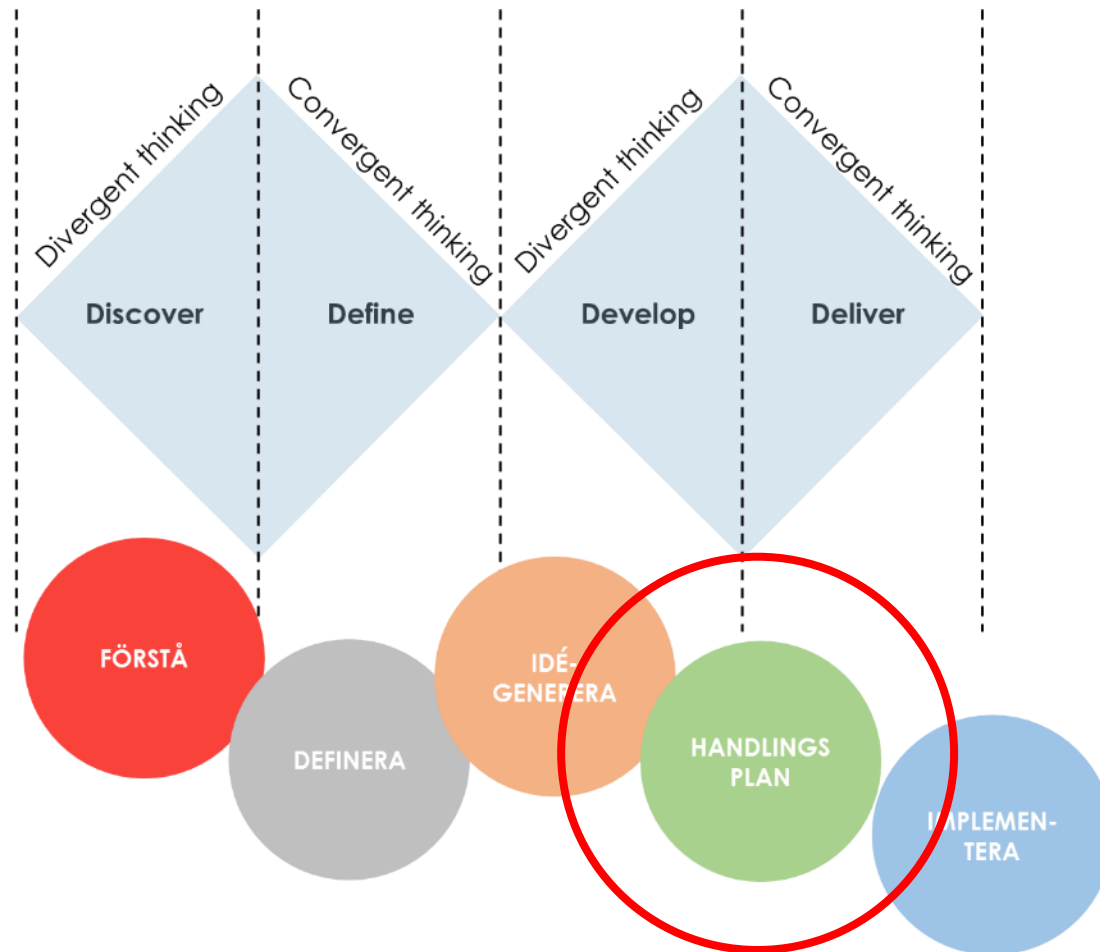 Divergent thinking
Convergent thinking
Divergent thinking
Convergent thinking
Discover
Define
Develop
Deliver
FÖRSTÅ
DEFINERA
IDÉ-
GENERERA
HANDLINGS
PLAN
IMPLEMEN-
TERA